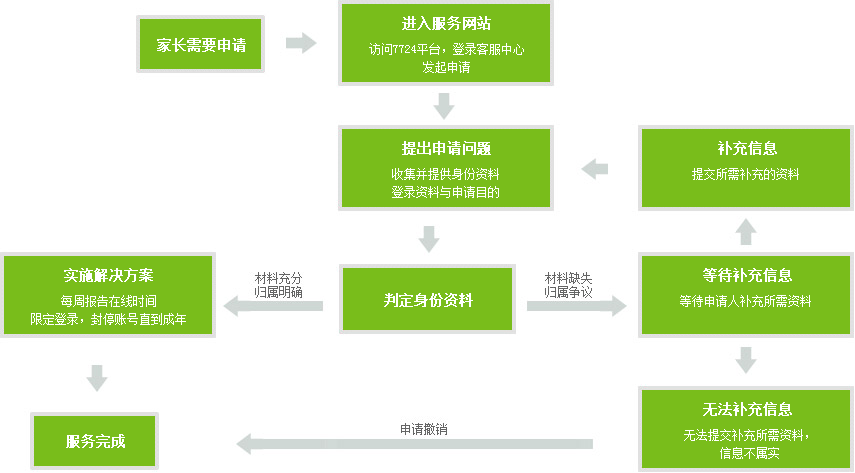 家长需要申请
进入服务网站
访问7724平台，登录客服中心
发起申请
提出申请问题
收集并提供身份资料
登录资料与申请目的
补充信息
提交所需补充的资料
实施解决方案
每周报告在线时间
限定登录，封停账号直到成年
材料充分
归属明确
判定身份资料
材料缺失
归属争议
等待补充信息
等待申请人补充所需资料
服务完成
申请撤销
无法补充信息
无法提交补充所需资料，
信息不属实